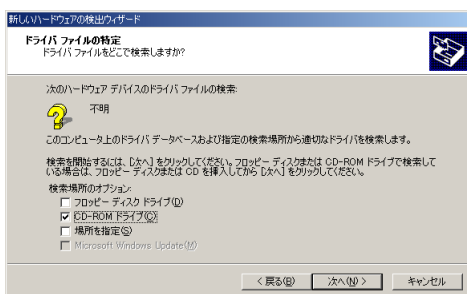 新しいハードウェアの検出ウィザード
ドライバ ファイルの特定
ドライバ ファイルをどこで検索しますか?
次のハードウェア デバイスのドライバ ファイルの検索:
不明
このコンピュータ上のドライバ データベースおよび指定の検索場所から適切なドライバを検索します。
検索を開始するには、[次へ] をクリックしてください。フロッピー ディスクまたは CD-ROM ドライブで検索して
いる場合は、フロッピー ディスクまたは CD を挿入してから [次へ] をクリックしてください。
検索場所のオプション:
フロッピー ディスク ドライブ(D)
CD-ROM ドライブ(C)
場所を指定(S)
Microsoft Windows Update(M)
< 戻る(B)
次へ(N) >
キャンセル